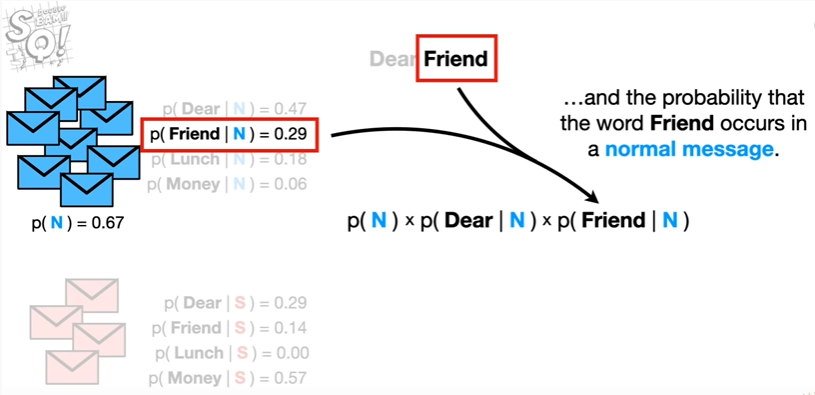 SQ!
Dear Friend
p( Dear | N ) = 0.47
p( Friend | N ) = 0.29
p( Lunch | N ) = 0.18
p( Money | N ) = 0.06
p( N ) = 0.67
…and the probability that
the word Friend occurs in
a normal message.
p( N ) × p( Dear | N ) × p( Friend | N )
p( Dear | S ) = 0.29
p( Friend | S ) = 0.14
p( Lunch | S ) = 0.00
p( Money | S ) = 0.57